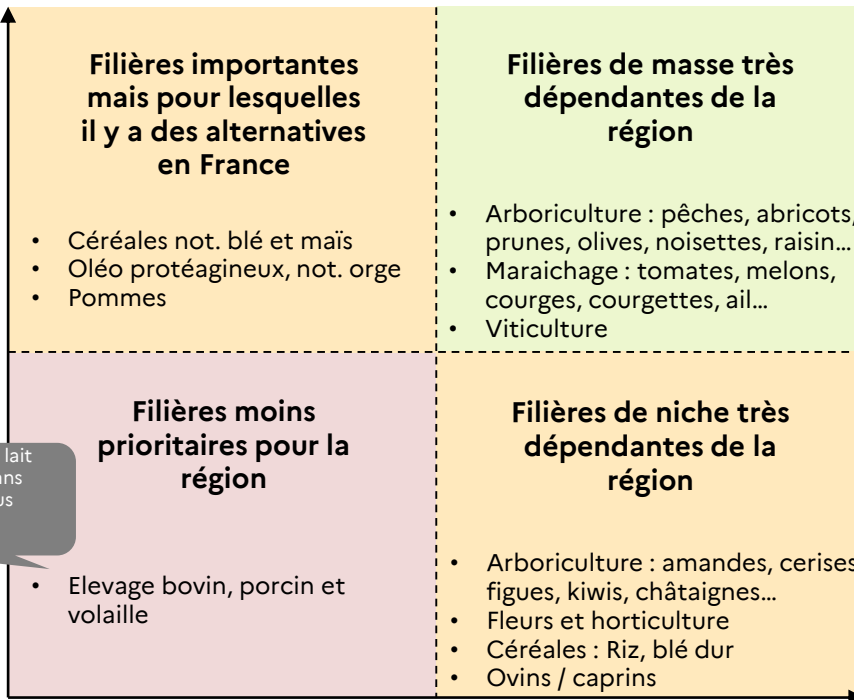 Filières importantes
mais pour lesquelles
il y a des alternatives
en France
• Céréales not. blé et maïs
• Oléo protéagineux, not. orge
• Pommes
Filières de masse très
dépendantes de la
région
• Arboriculture : pêches, abricots,
prunes, olives, noisettes, raisin…
• Maraichage : tomates, melons,
courges, courgettes, ail…
• Viticulture
Filières moins
prioritaires pour la
région
lait
• Elevage bovin, porcin et
volaille
Filières de niche très
dépendantes de la
région
• Arboriculture : amandes, cerises
figues, kiwis, châtaignes…
• Fleurs et horticulture
• Céréales : Riz, blé dur
• Ovins / caprins